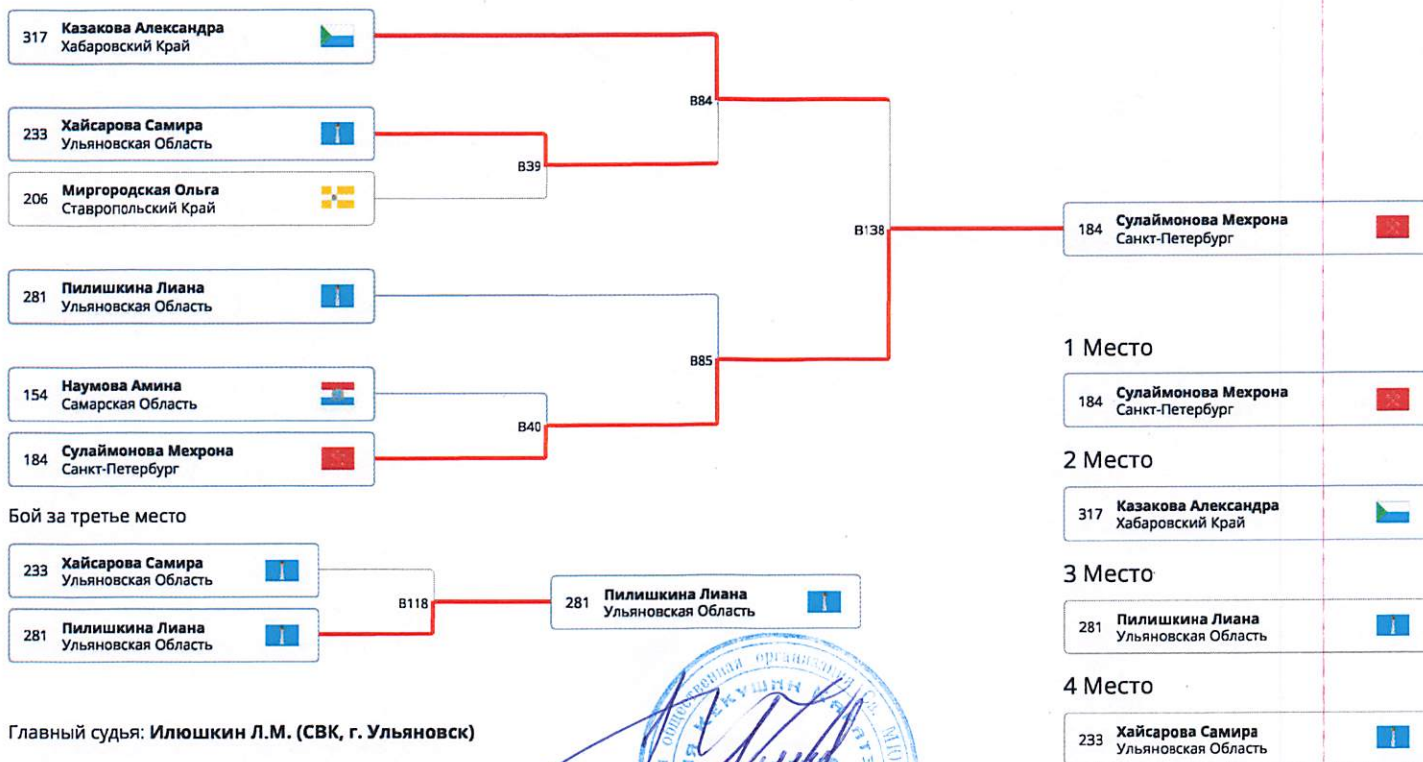 317 Казакова Александра
Хабаровский Край
B84
233 Хайсарова Самира
Ульяновская Область
B39
206 Миргородская Ольга
Ставропольский Край
B138
184 Сулаймонова Мехрона
Санкт-Петербург
281 Пилишкина Лиана
Ульяновская Область
B85
154 Наумова Амина
Самарская Область
B40
184 Сулаймонова Мехрона
Санкт-Петербург
Бой за третье место
233 Хайсарова Самира
Ульяновская Область
B118
281 Пилишкина Лиана
Ульяновская Область
281 Пилишкина Лиана
Ульяновская Область
1 Место
184 Сулаймонова Мехрона
Санкт-Петербург
2 Место
317 Казакова Александра
Хабаровский Край
3 Место
281 Пилишкина Лиана
Ульяновская Область
4 Место
233 Хайсарова Самира
Ульяновская Область
Главный судья: Илюшкин Л.М. (СВК, г. Ульяновск)